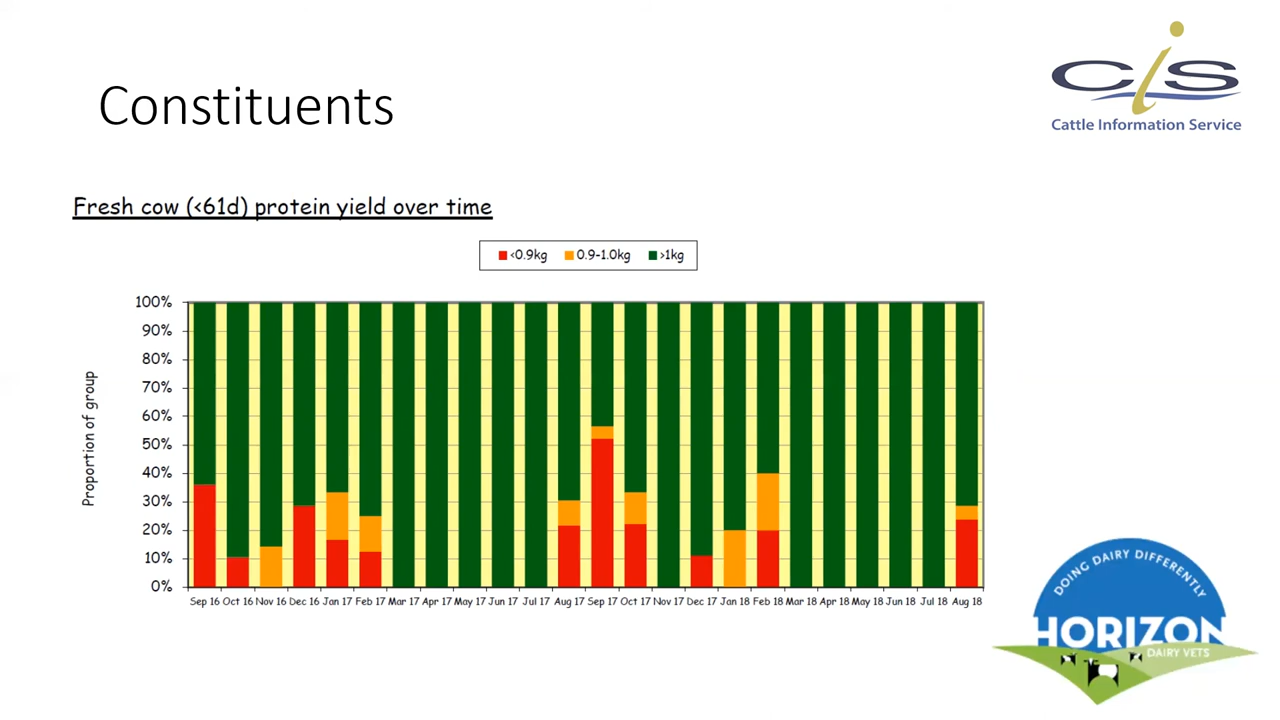 Constituents
CiS
Cattle Information Service
Fresh cow (<61d) protein yield over time
<0.9kg 0.9-1.0kg >1kg
100%
90%
80%
70%
60%
50%
40%
30%
20%
10%
0%
Proportion of group
Sep 16 Oct 16 Nov 16 Dec 16 Jan 17 Feb 17 Mar 17 Apr 17 May 17 Jun 17 Jul 17 Aug 17 Sep 17 Oct 17 Nov 17 Dec 17 Jan 18 Feb 18 Mar 18 Apr 18 May 18 Jun 18 Jul 18 Aug 18
DOING DAIRY DIFFERENTLY
HORIZON
DAIRY VETS